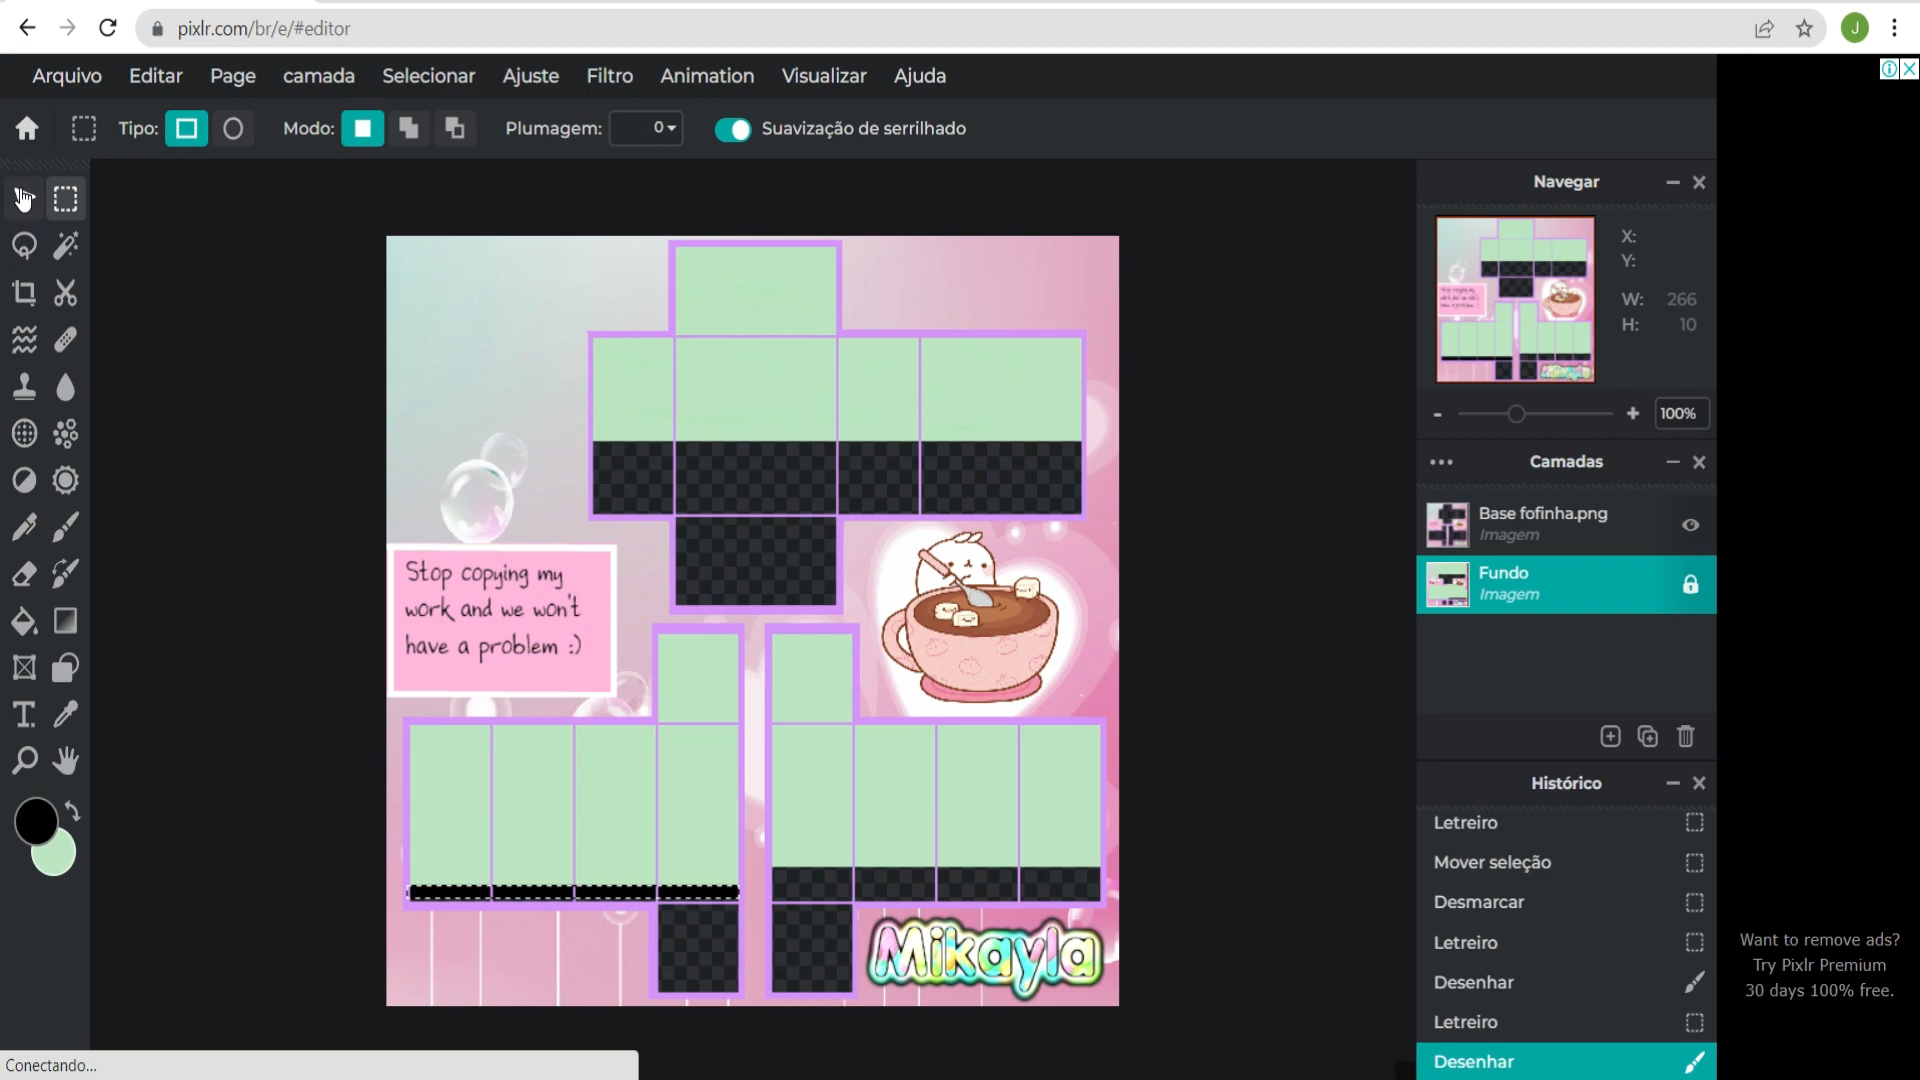 pixlr.com/br/e/#editor
J
Arquivo Editar Page camada Selecionar Ajuste Filtro Animation Visualizar Ajuda
Tipo: Modo: Plumagem: 0 Suavização de serrilhado
Navegar
X:
Y:
W: 266
H: 10
- + 100%
Camadas
Base fofinha.png
Imagem
Fundo
Imagem
Histórico
Letreiro
Mover seleção
Desmarcar
Letreiro
Desenhar
Letreiro
Desenhar
Stop copying my
work and we won't
have a problem :)
Mikayla
Want to remove ads?
Try Pixlr Premium
30 days 100% free.
Conectando...